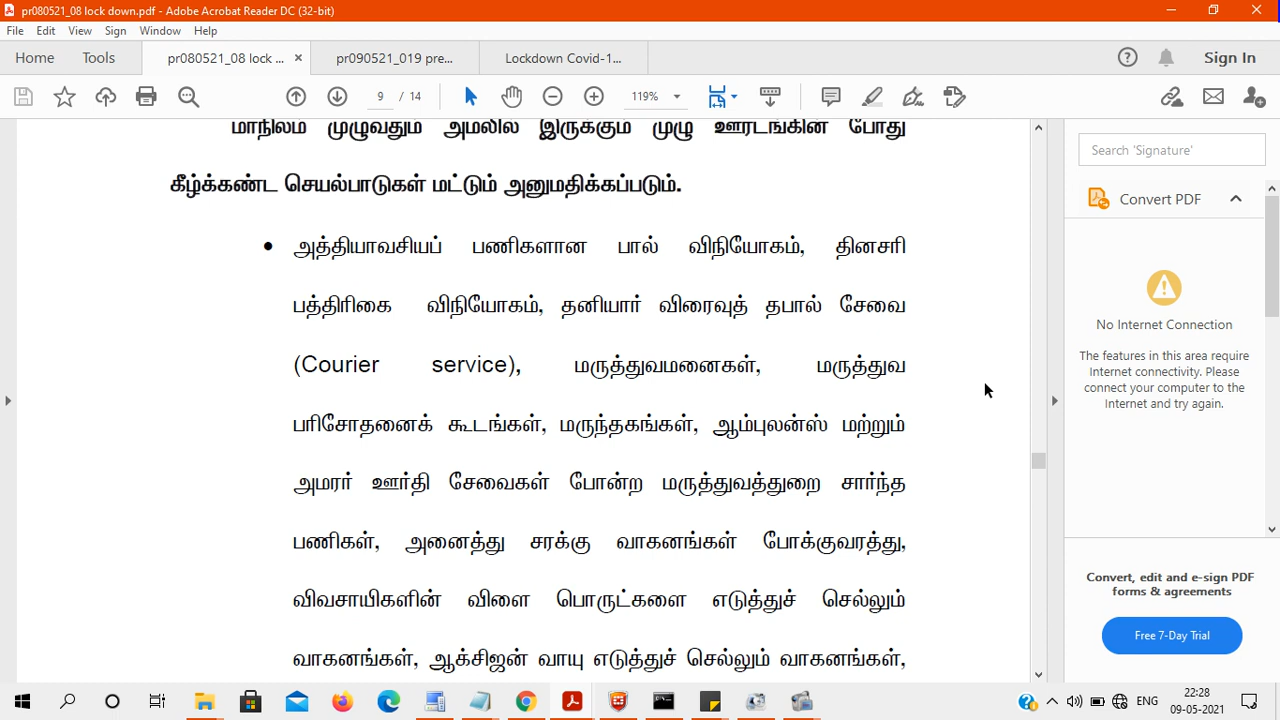 pr080521_08 lock down.pdf - Adobe Acrobat Reader DC (32-bit)
File Edit View Sign Window Help
Home Tools pr080521_08 lock ... × pr090521_019 pre... Lockdown Covid-1... Sign In
9 / 14 119%
மாநிலம் முழுவதும் அமலில் இருக்கும் முழு ஊரடங்கின் போது
கீழ்க்கண்ட செயல்பாடுகள் மட்டும் அனுமதிக்கப்படும்.
• அத்தியாவசியப் பணிகளான பால் விநியோகம், தினசரி
பத்திரிகை விநியோகம், தனியார் விரைவுத் தபால் சேவை
(Courier service), மருத்துவமனைகள், மருத்துவ
பரிசோதனைக் கூடங்கள், மருந்தகங்கள், ஆம்புலன்ஸ் மற்றும்
அமரர் ஊர்தி சேவைகள் போன்ற மருத்துவத்துறை சார்ந்த
பணிகள், அனைத்து சரக்கு வாகனங்கள் போக்குவரத்து,
விவசாயிகளின் விளை பொருட்களை எடுத்துச் செல்லும்
வாகனங்கள், ஆக்சிஜன் வாயு எடுத்துச் செல்லும் வாகனங்கள்,
Search 'Signature'
Convert PDF
No Internet Connection
The features in this area require
Internet connectivity. Please
connect your computer to the
Internet and try again.
Convert, edit and e-sign PDF
forms & agreements
Free 7-Day Trial
ENG
22:28
09-05-2021